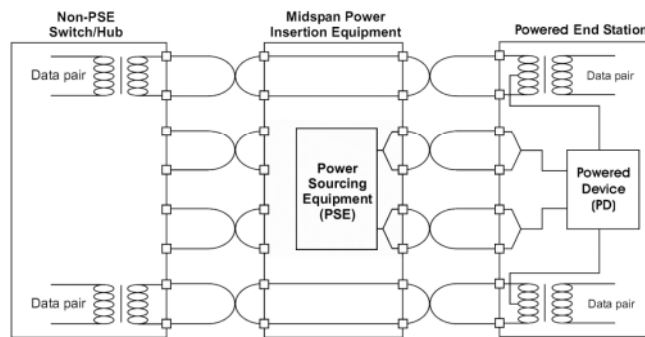 Non-PSE
Switch/Hub
Midspan Power
Insertion Equipment
Powered End Station
Data pair
Data pair
Power
Sourcing
Equipment
(PSE)
Powered
Device
(PD)
Data pair
Data pair